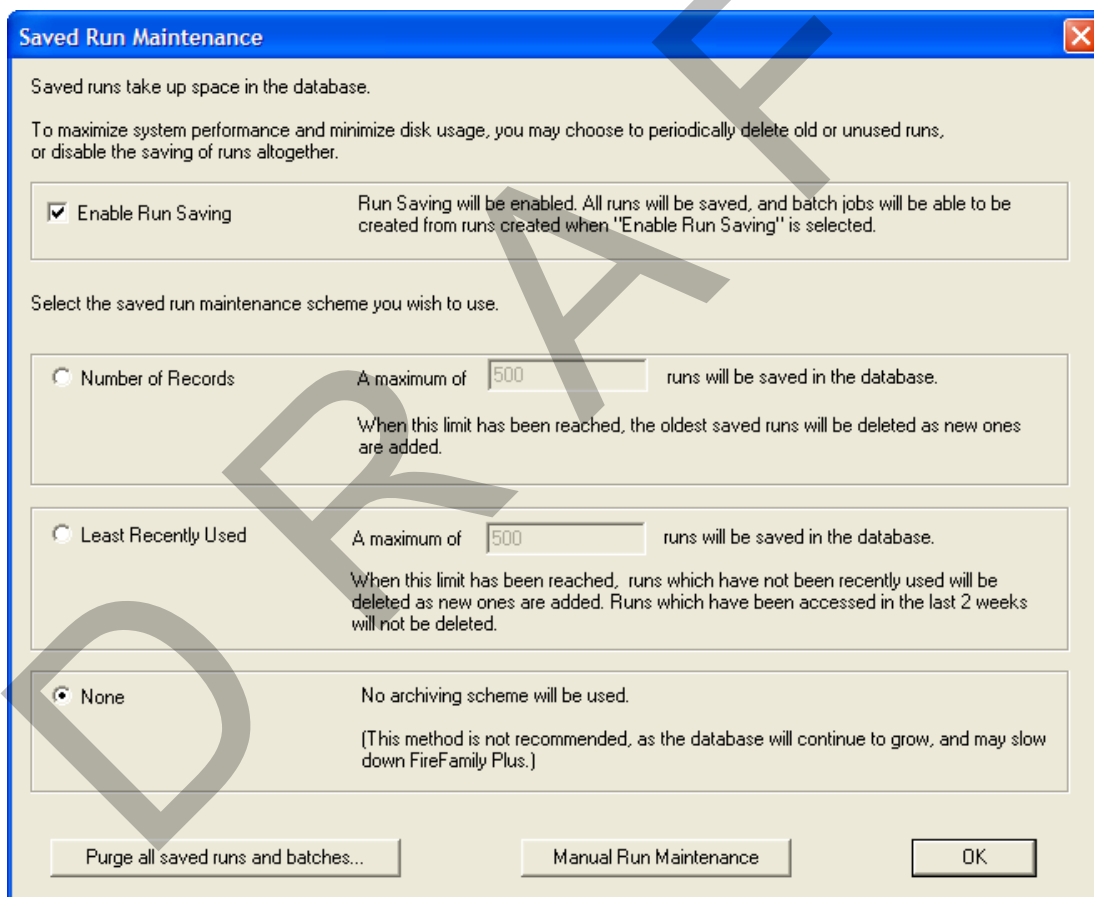 Saved Run Maintenance
Saved runs take up space in the database.
To maximize system performance and minimize disk usage, you may choose to periodically delete old or unused runs,
or disable the saving of runs altogether.
Enable Run Saving
Run Saving will be enabled. All runs will be saved, and batch jobs will be able to be
created from runs created when "Enable Run Saving" is selected.
Select the saved run maintenance scheme you wish to use.
Number of Records A maximum of 500 runs will be saved in the database.
When this limit has been reached, the oldest saved runs will be deleted as new ones
are added.
Least Recently Used A maximum of 500 runs will be saved in the database.
When this limit has been reached, runs which have not been recently used will be
deleted as new ones are added. Runs which have been accessed in the last 2 weeks
will not be deleted.
None No archiving scheme will be used.
(This method is not recommended, as the database will continue to grow, and may slow
down FireFamily Plus.)
Purge all saved runs and batches... Manual Run Maintenance OK
DRAF